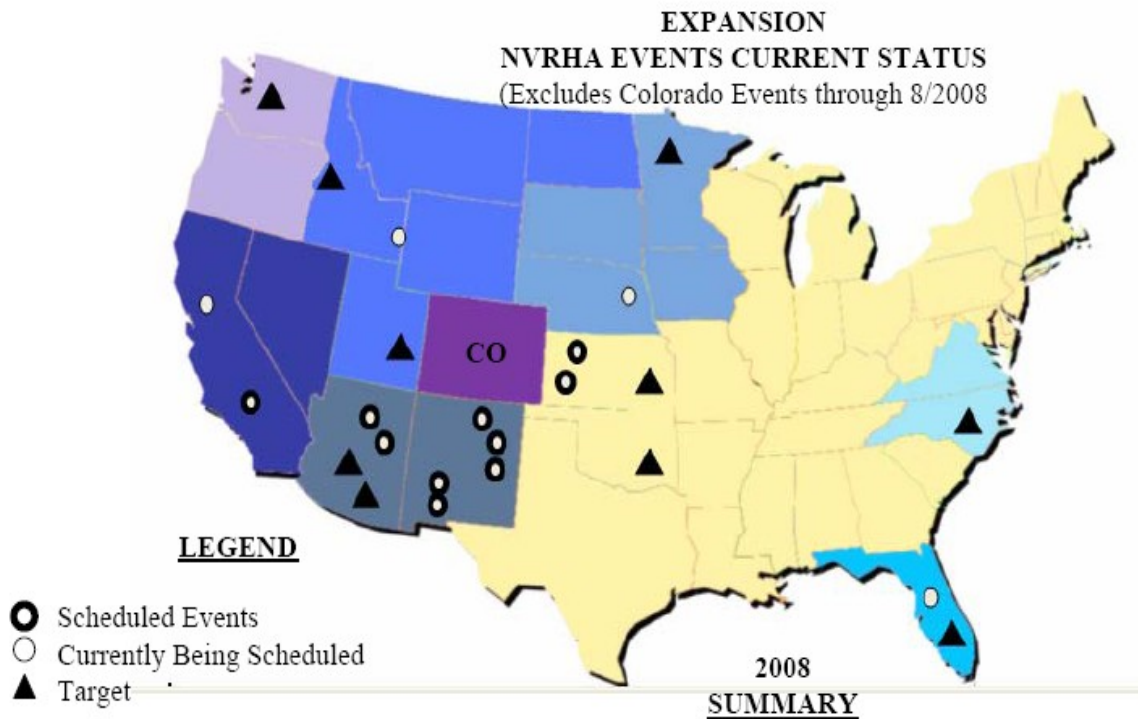 EXPANSION
NVRHA EVENTS CURRENT STATUS
(Excludes Colorado Events through 8/2008
CO
LEGEND
Scheduled Events
Currently Being Scheduled
Target
2008
SUMMARY